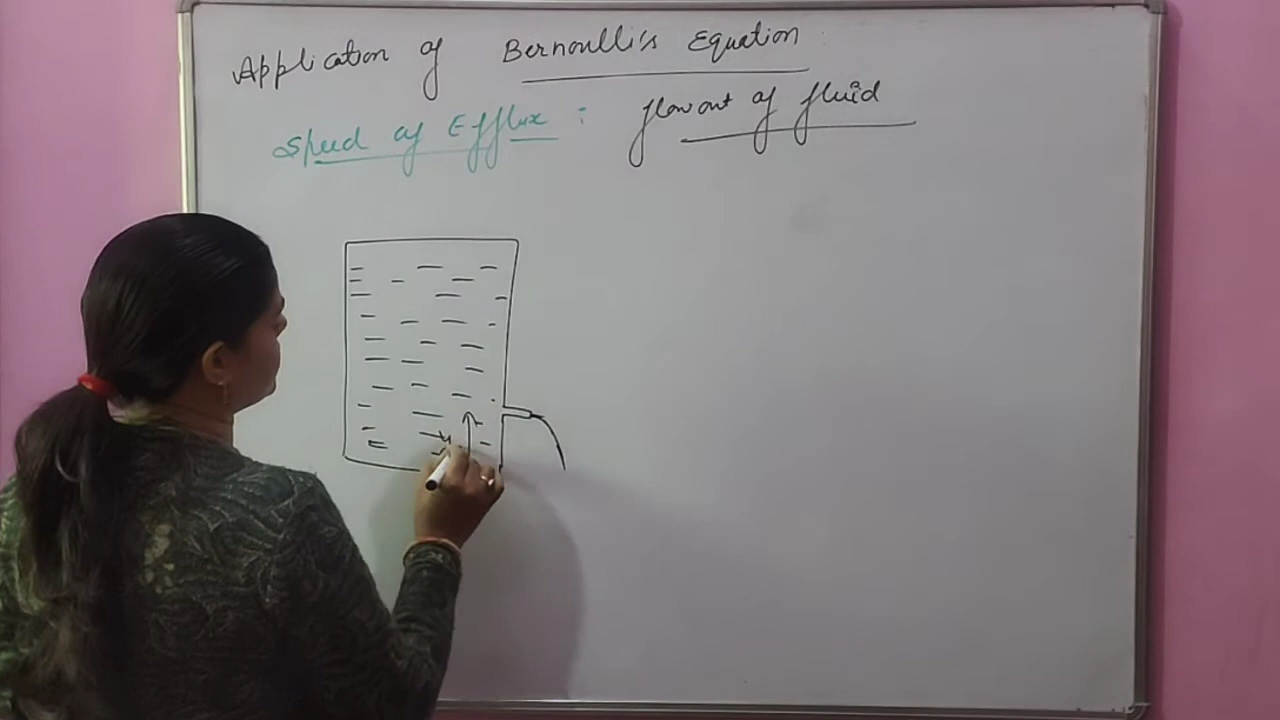 Application of Bernoulli's Equation
Speed of Efflux : flow out of fluid